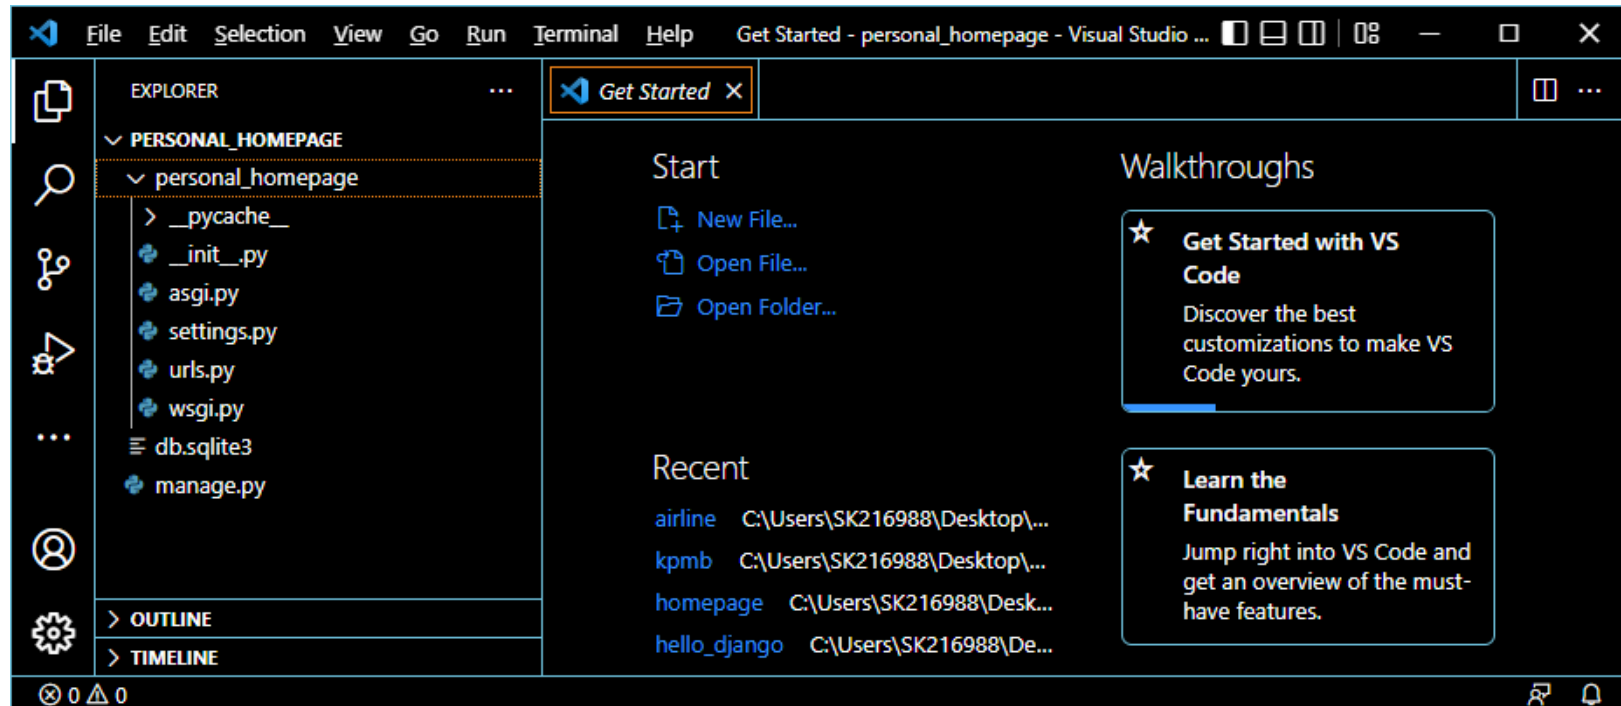 File Edit Selection View Go Run Terminal Help Get Started - personal_homepage - Visual Studio ...
EXPLORER ...
PERSONAL_HOMEPAGE
personal_homepage
__pycache__
__init__.py
asgi.py
settings.py
urls.py
wsgi.py
db.sqlite3
manage.py
OUTLINE
TIMELINE
Get Started
Start
New File...
Open File...
Open Folder...
Recent
airline C:\Users\SK216988\Desktop\...
kpmb C:\Users\SK216988\Desktop\...
homepage C:\Users\SK216988\Desk...
hello_django C:\Users\SK216988\De...
Walkthroughs
Get Started with VS
Code
Discover the best
customizations to make VS
Code yours.
Learn the
Fundamentals
Jump right into VS Code and
get an overview of the must-
have features.
0 0